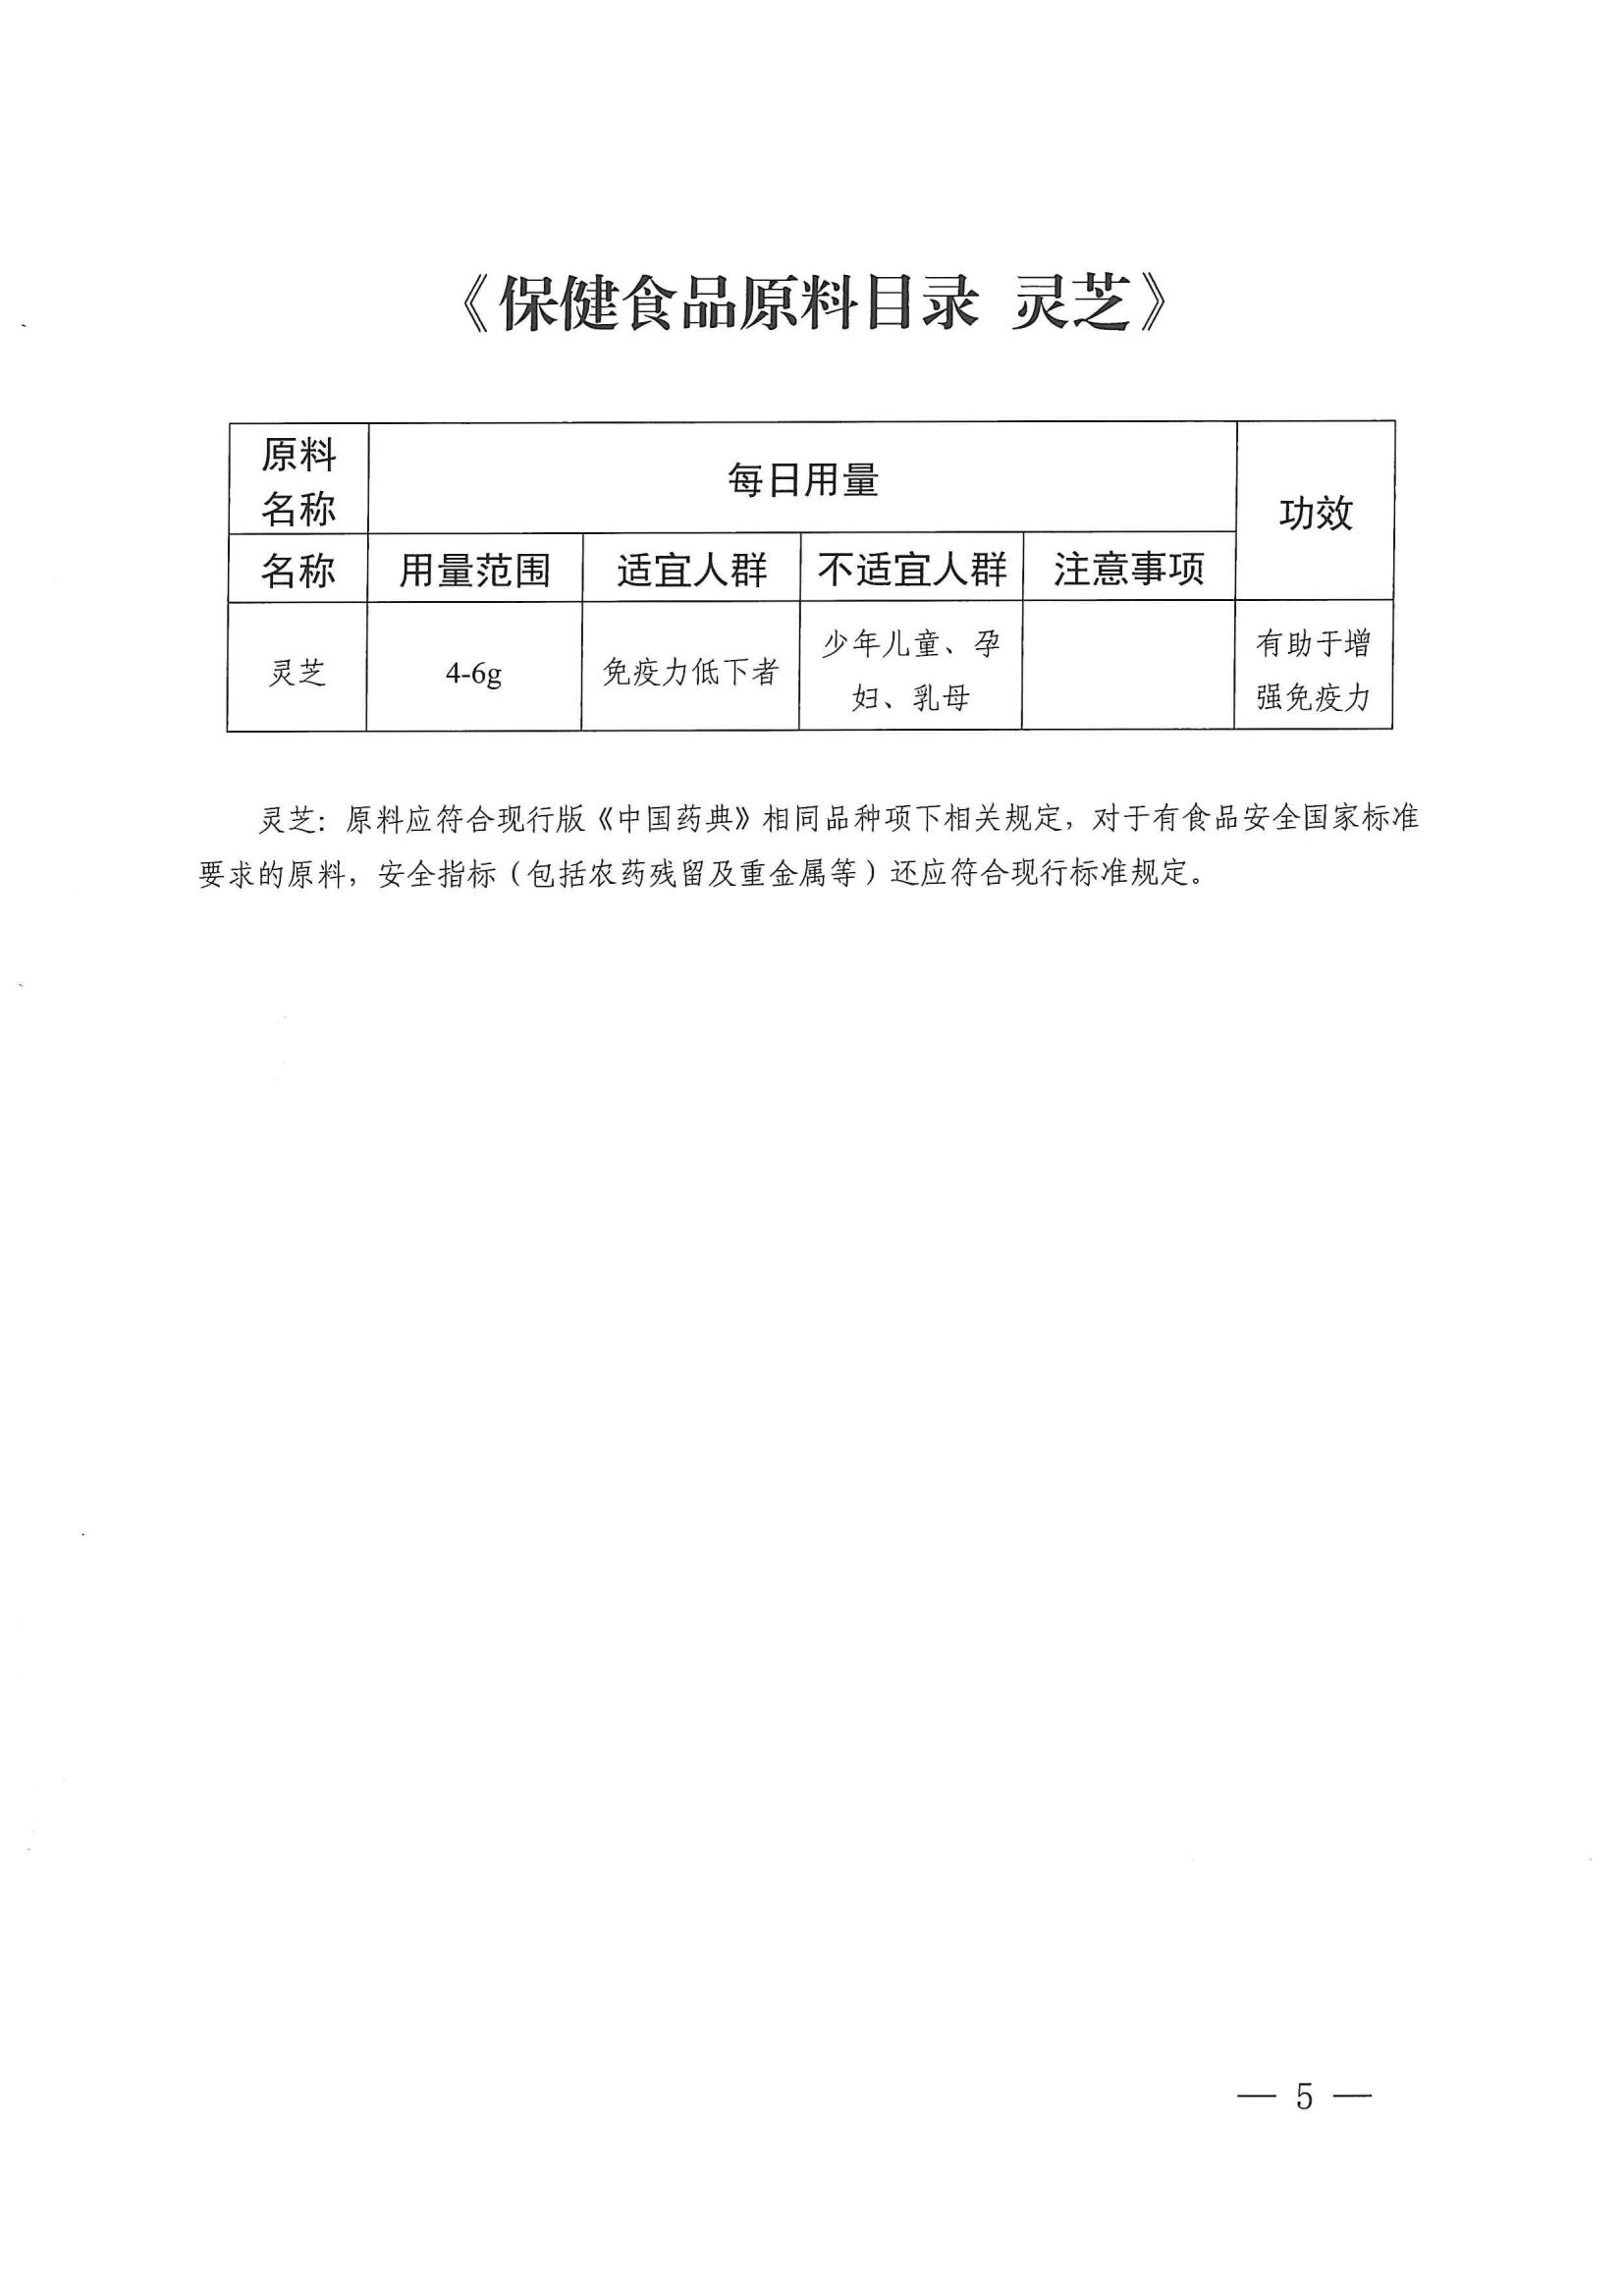 《保健食品原料目录 灵芝》
原料
名称
每日用量
功效
名称
用量范围
适宜人群
不适宜人群
注意事项
灵芝
4-6g
免疫力低下者
少年儿童、孕
妇、乳母
有助于增
强免疫力
灵芝：原料应符合现行版《中国药典》相同品种项下相关规定，对于有食品安全国家标准
要求的原料，安全指标（包括农药残留及重金属等）还应符合现行标准规定。
— 5 —